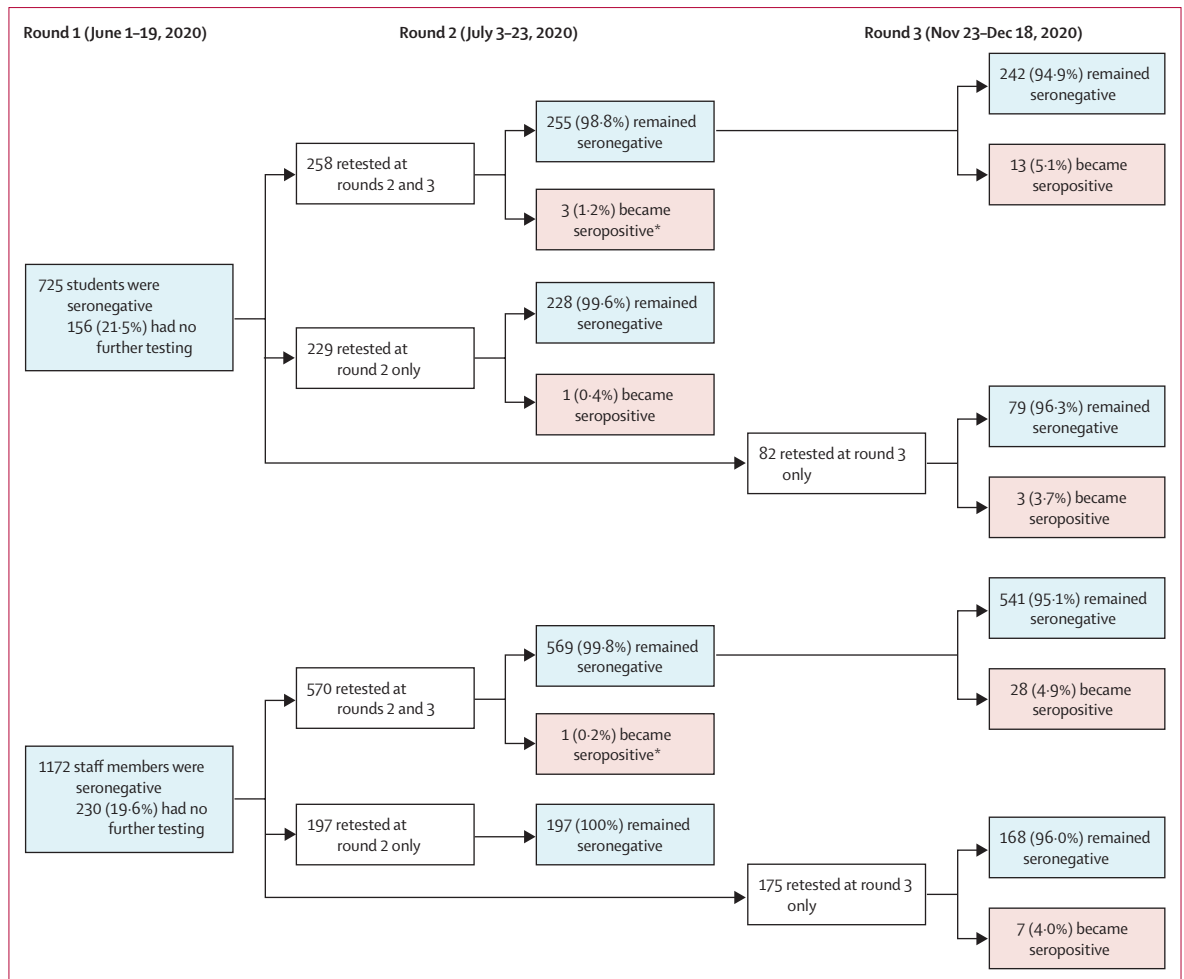 Round 1 (June 1–19, 2020)
Round 2 (July 3–23, 2020)
Round 3 (Nov 23–Dec 18, 2020)
725 students were
seronegative
156 (21·5%) had no
further testing
258 retested at
rounds 2 and 3
255 (98·8%) remained
seronegative
3 (1·2%) became
seropositive*
242 (94·9%) remained
seronegative
13 (5·1%) became
seropositive
229 retested at
round 2 only
228 (99·6%) remained
seronegative
1 (0·4%) became
seropositive
82 retested at round 3
only
79 (96·3%) remained
seronegative
3 (3·7%) became
seropositive
1172 staff members were
seronegative
230 (19·6%) had no
further testing
570 retested at
rounds 2 and 3
569 (99·8%) remained
seronegative
1 (0·2%) became
seropositive*
541 (95·1%) remained
seronegative
28 (4·9%) became
seropositive
197 retested at
round 2 only
197 (100%) remained
seronegative
175 retested at round 3
only
168 (96·0%) remained
seronegative
7 (4·0%) became
seropositive